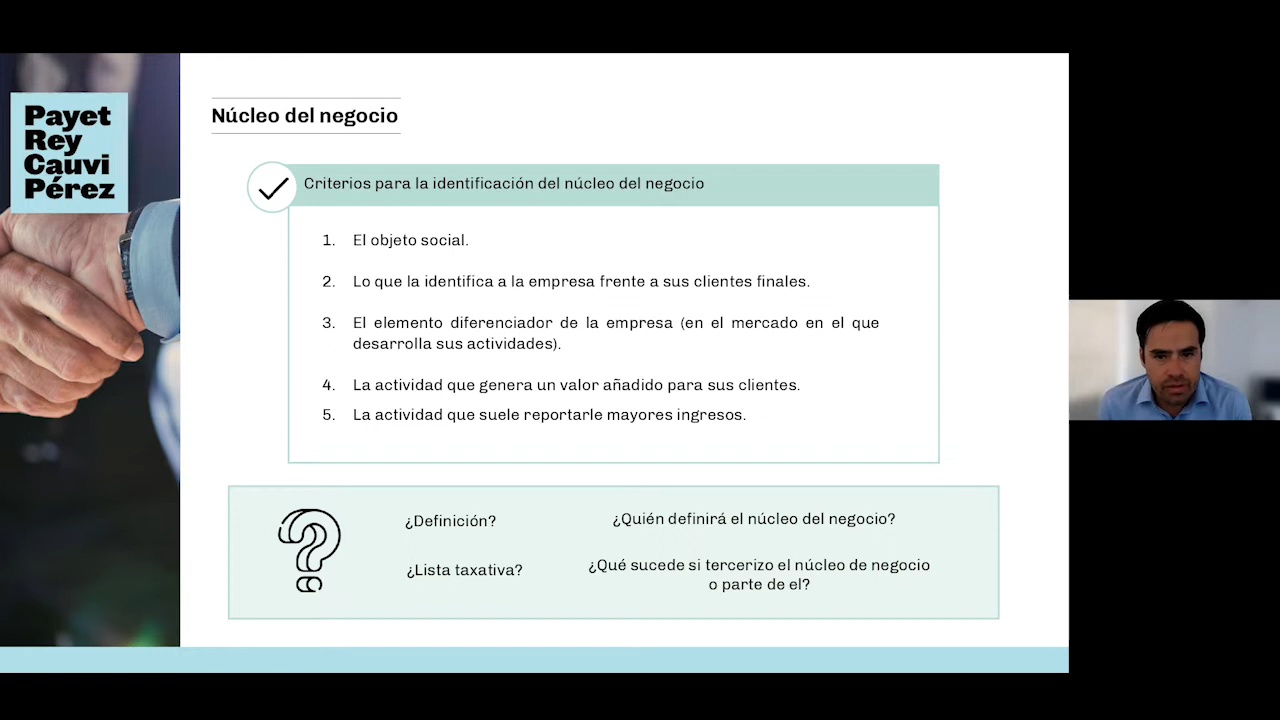 Payet
Rey
Cauvi
Pérez
Núcleo del negocio
Criterios para la identificación del núcleo del negocio
1. El objeto social.
2. Lo que la identifica a la empresa frente a sus clientes finales.
3. El elemento diferenciador de la empresa (en el mercado en el que
desarrolla sus actividades).
4. La actividad que genera un valor añadido para sus clientes.
5. La actividad que suele reportarle mayores ingresos.
¿Definición?
¿Quién definirá el núcleo del negocio?
¿Lista taxativa?
¿Qué sucede si tercerizo el núcleo de negocio
o parte de el?